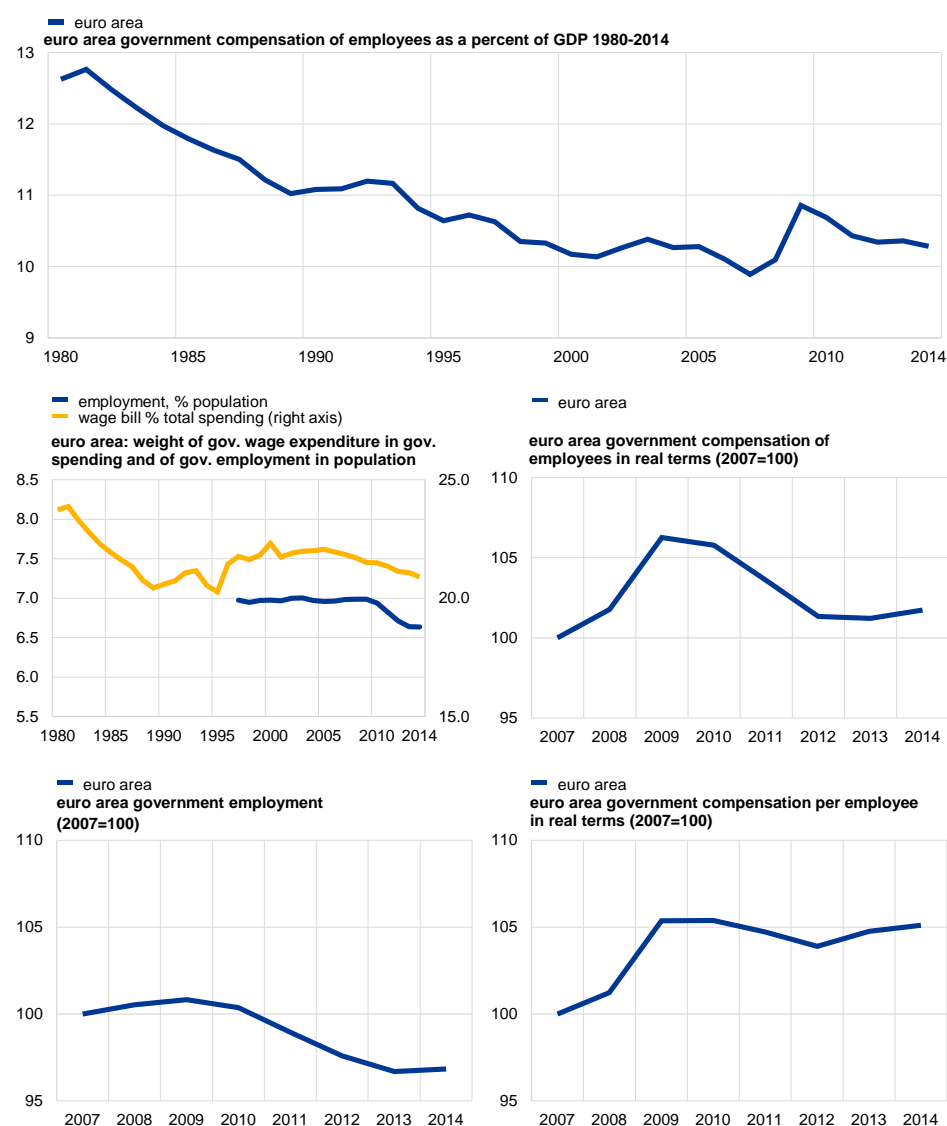 euro area
euro area government compensation of employees as a percent of GDP 1980-2014
13
12
11
10
9
1980 1985 1990 1995 2000 2005 2010 2014
employment, % population
wage bill % total spending (right axis)
euro area: weight of gov. wage expenditure in gov.
spending and of gov. employment in population
8.5 25.0
8.0
7.5
7.0 20.0
6.5
6.0
5.5 15.0
1980 1985 1990 1995 2000 2005 2010 2014
euro area
euro area government compensation of
employees in real terms (2007=100)
110
105
100
95
2007 2008 2009 2010 2011 2012 2013 2014
euro area
euro area government employment
(2007=100)
110
105
100
95
2007 2008 2009 2010 2011 2012 2013 2014
euro area
euro area government compensation per employee
in real terms (2007=100)
110
105
100
95
2007 2008 2009 2010 2011 2012 2013 2014